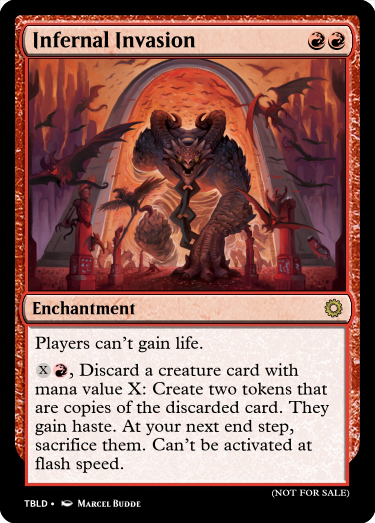 Infernal Invasion
Enchantment
Players can't gain life.
X, Discard a creature card with
mana value X: Create two tokens that
are copies of the discarded card. They
gain haste. At your next end step,
sacrifice them. Can't be activated at
flash speed.
TBLD • Marcel Budde
(NOT FOR SALE)